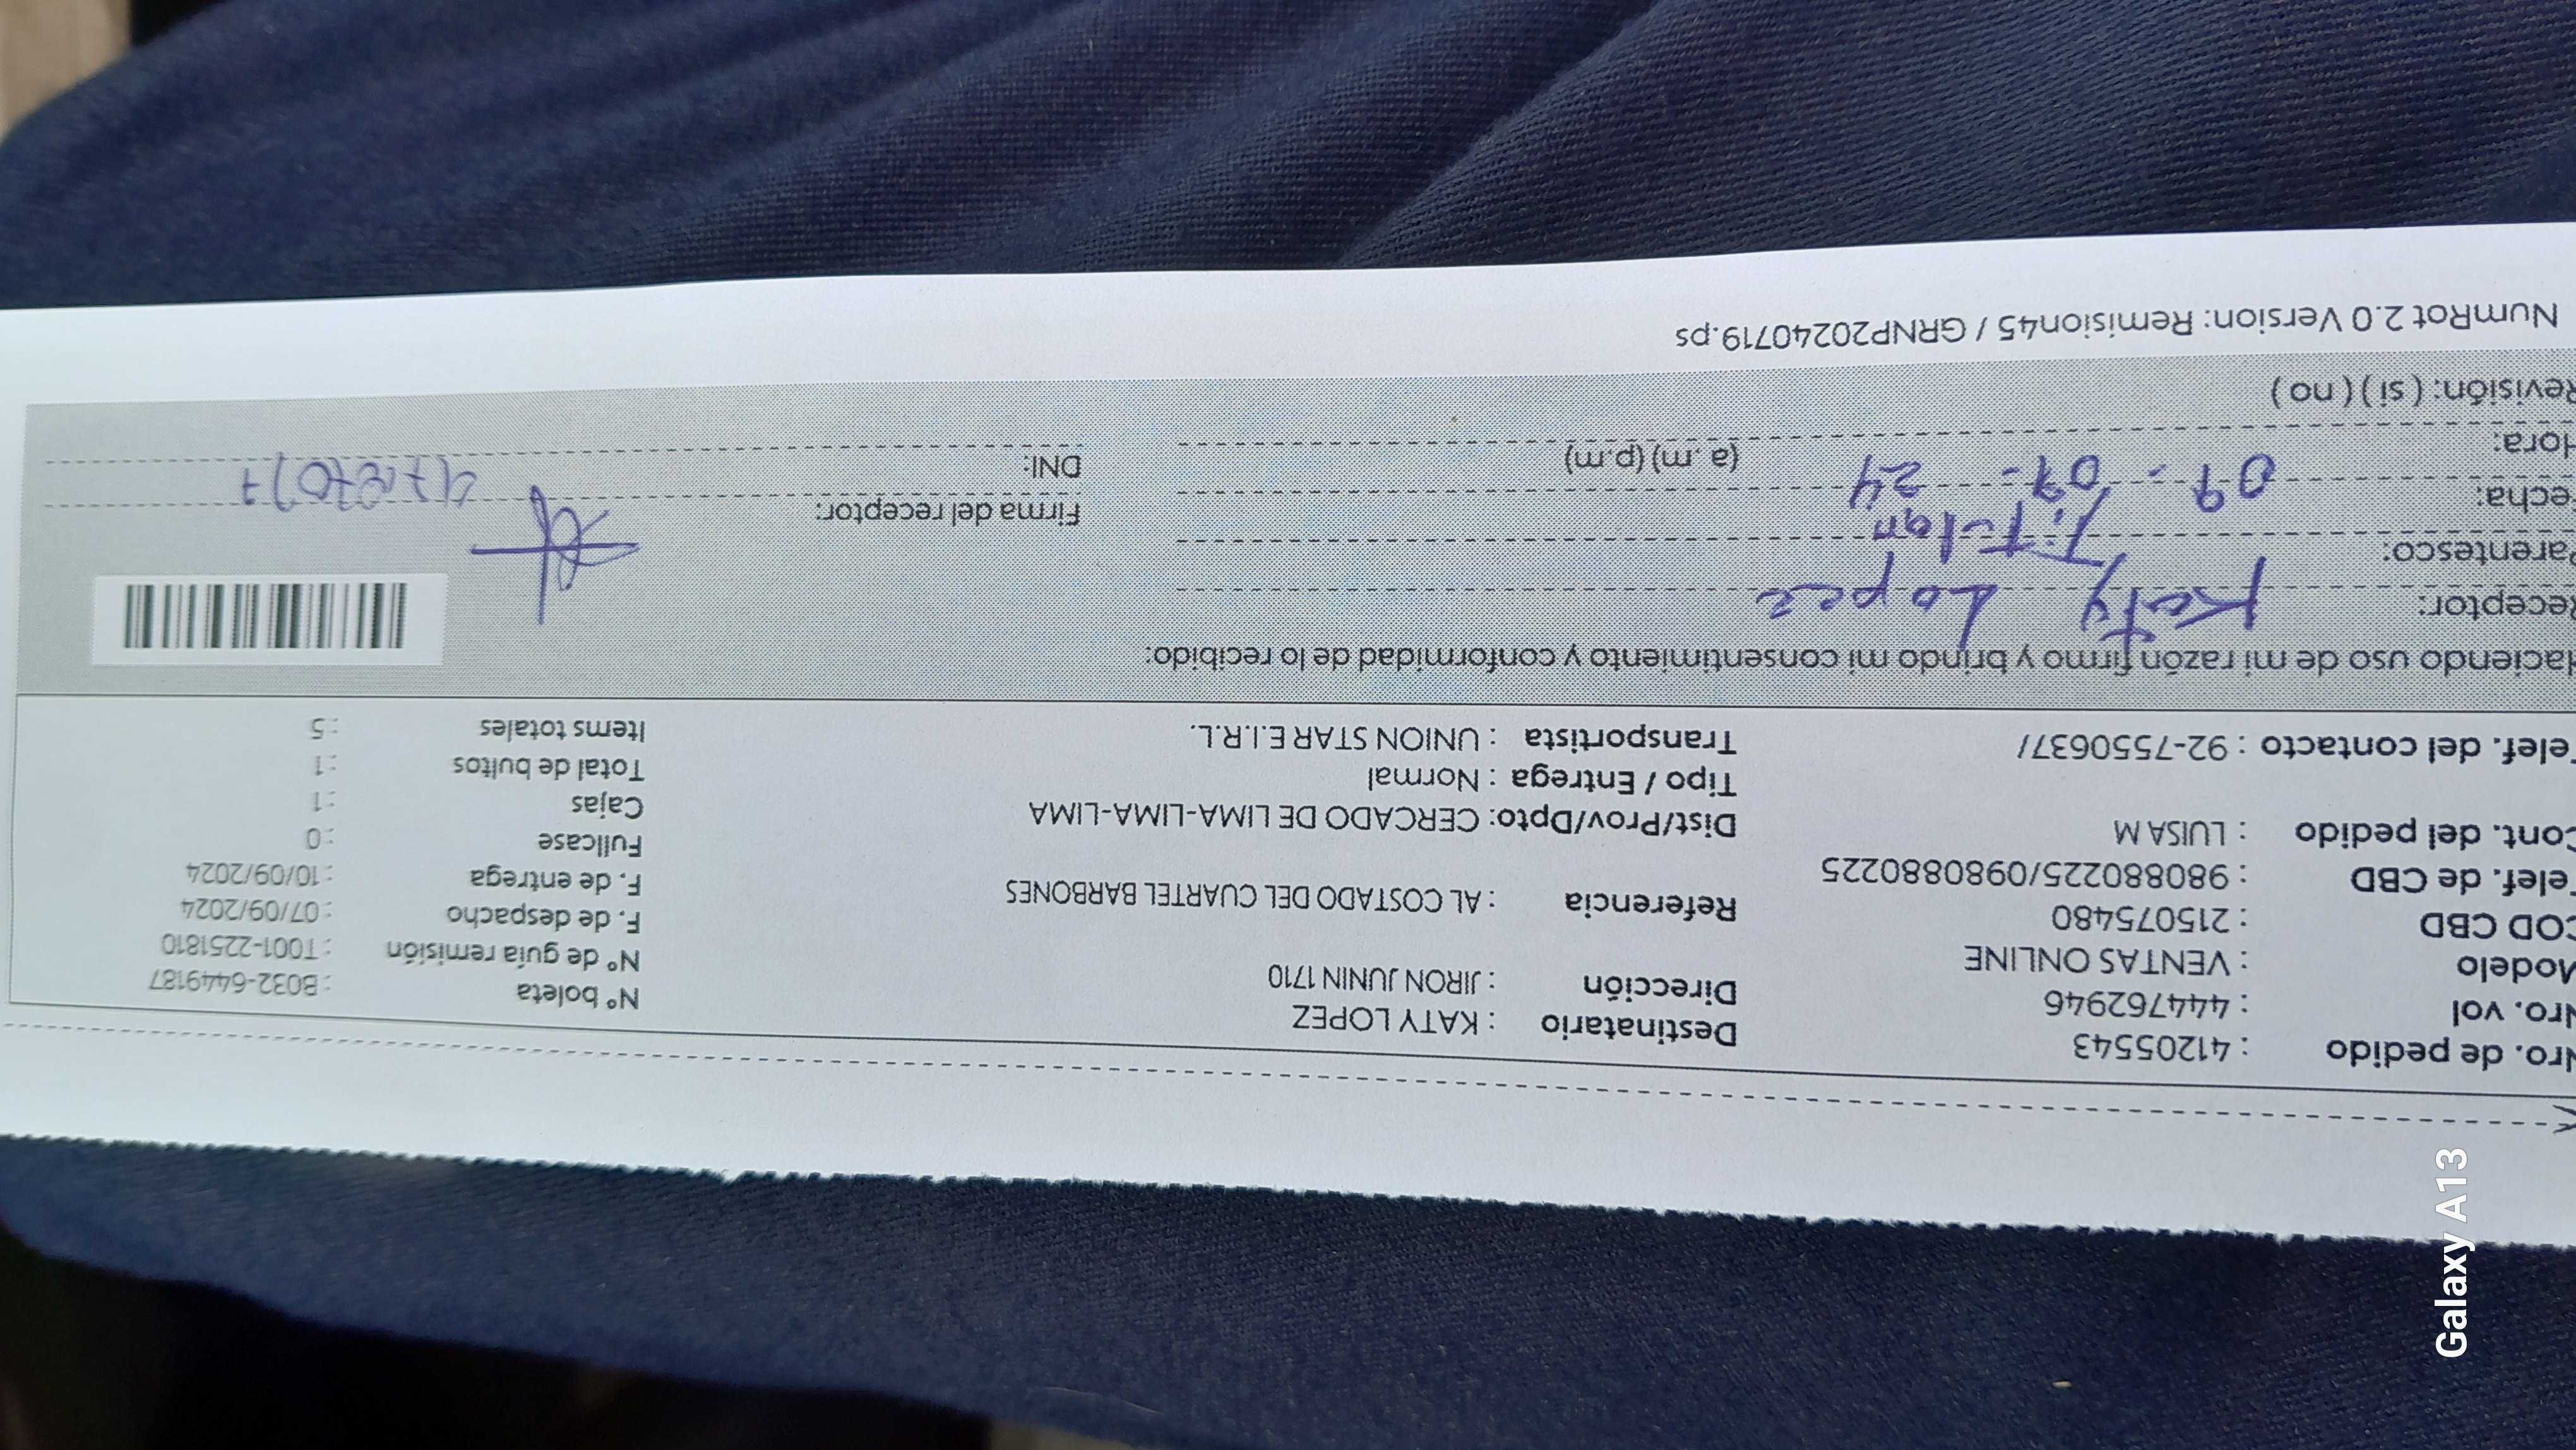 Nro. de pedido : 41205543
Nro. vol : 444762946
Modelo : VENTAS ONLINE
COD CBD : 215075480
Telef. de CBD : 980880225/0980880225
Cont. del pedido : LUISA M
Telef. del contacto : 92-7550637/
Destinatario : KATY LOPEZ
Dirección : JIRON JUNIN 1710
Referencia : AL COSTADO DEL CUARTEL BARBONES
Dist/Prov/Dpto: CERCADO DE LIMA-LIMA-LIMA
Tipo / Entrega : Normal
Transportista : UNION STAR E.I.R.L.
N° boleta : B032-6449187
N° de guía remisión : T001-2251810
F. de despacho : 07/09/2024
F. de entrega : 10/09/2024
Fullcase : 0
Cajas : 1
Total de bultos : 1
Items totales : 5
Haciendo uso de mi razón firmo y brindo mi consentimiento y conformidad de lo recibido:
Receptor: Katy Lopez
Parentesco: Titular
Fecha: 09-09-24
Hora: (a.m) (p.m)
Revisión: ( si ) ( no )
Firma del receptor:
DNI:
NumRot 2.0 Version: Remision45 / GRNP20240719.ps
Galaxy A13